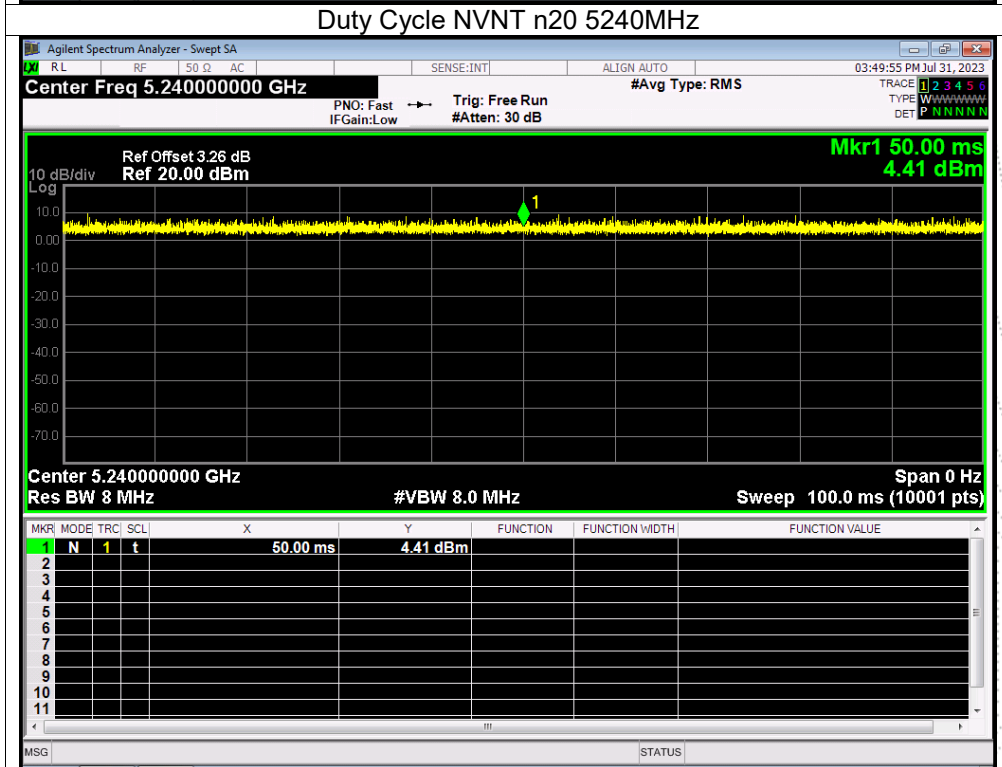 Duty Cycle NVNT n20 5240MHz
Agilent Spectrum Analyzer - Swept SA
LXI RL RF 50 Ω AC SENSE:INT ALIGN AUTO 03:49:55 PM Jul 31, 2023
Center Freq 5.240000000 GHz #Avg Type: RMS TRACE 1 2 3 4 5 6
PNO: Fast Trig: Free Run TYPE WWWWWW
IFGain:Low #Atten: 30 dB DET P N N N N N
Mkr1 50.00 ms
Ref Offset 3.26 dB
10 dB/div Ref 20.00 dBm 4.41 dBm
Log
1
10.0
0.00
-10.0
-20.0
-30.0
-40.0
-50.0
-60.0
-70.0
Center 5.240000000 GHz Span 0 Hz
Res BW 8 MHz #VBW 8.0 MHz Sweep 100.0 ms (10001 pts)
MKR MODE TRC SCL X Y FUNCTION FUNCTION WIDTH FUNCTION VALUE
1 N 1 t 50.00 ms 4.41 dBm
2
3
4
5
6
7
8
9
10
11
MSG STATUS